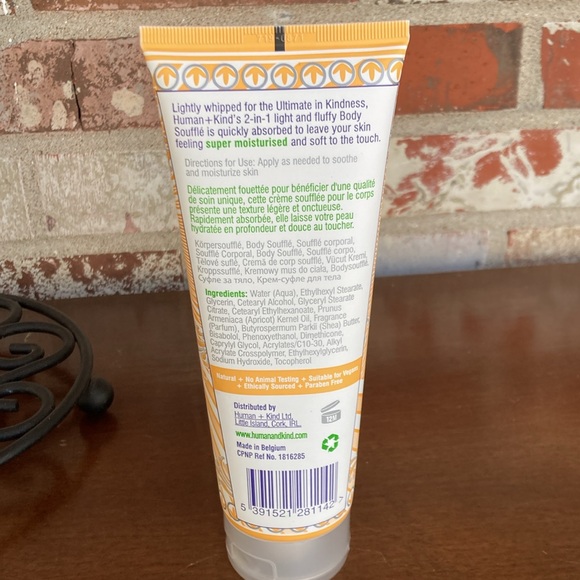 Lightly whipped for the Ultimate in Kindness,
Human+Kind's 2-in-1 light and fluffy Body
Soufflé is quickly absorbed to leave your skin
feeling super moisturised and soft to the touch.
Directions for Use: Apply as needed to soothe
and moisturize skin
Délicatement fouettée pour bénéficier d'une qualité
de soin unique, cette crème soufflée pour le corps
présente une texture légère et onctueuse.
Rapidement absorbée, elle laisse votre peau
hydratée en profondeur et douce au toucher.
Körpersoufflé, Body Soufflé, Soufflé corporal,
Soufflé Corporal, Body Soufflé, Soufflé corpo,
Tělové suflé, Cremă de corp soufflé, Vücut Kremi,
Kroppssufflé, Kremowy mus do ciała, Bodysoufflé
Суфле за тяло, Крем-суфле для тела
Ingredients: Water (Aqua), Ethylhexyl Stearate,
Glycerin, Cetearyl Alcohol, Glyceryl Stearate
Citrate, Cetearyl Ethylhexanoate, Prunus
Armeniaca (Apricot) Kernel Oil, Fragrance
(Parfum), Butyrospermum Parkii (Shea) Butter,
Bisabolol, Phenoxyethanol, Dimethicone,
Caprylyl Glycol, Acrylates/C10-30, Alkyl
Acrylate Crosspolymer, Ethylhexylglycerin,
Sodium Hydroxide, Tocopherol
Natural + No Animal Testing + Suitable for Vegans
+ Ethically Sourced + Paraben Free
Distributed by
Human + Kind Ltd.
Little Island, Cork, IRL.
www.humanandkind.com
Made in Belgium
CPNP Ref No. 1816285
5 391521 281142 >